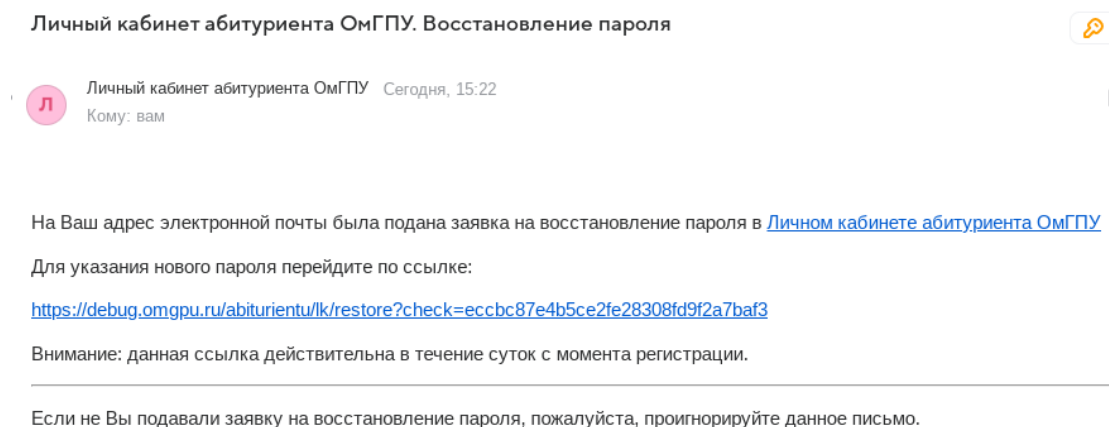 Личный кабинет абитуриента ОмГПУ. Восстановление пароля
Л
Личный кабинет абитуриента ОмГПУ Сегодня, 15:22
Кому: вам
На Ваш адрес электронной почты была подана заявка на восстановление пароля в Личном кабинете абитуриента ОмГПУ
Для указания нового пароля перейдите по ссылке:
https://debug.omgpu.ru/abiturientu/lk/restore?check=eccbc87e4b5ce2fe28308fd9f2a7baf3
Внимание: данная ссылка действительна в течение суток с момента регистрации.
Если не Вы подавали заявку на восстановление пароля, пожалуйста, проигнорируйте данное письмо.